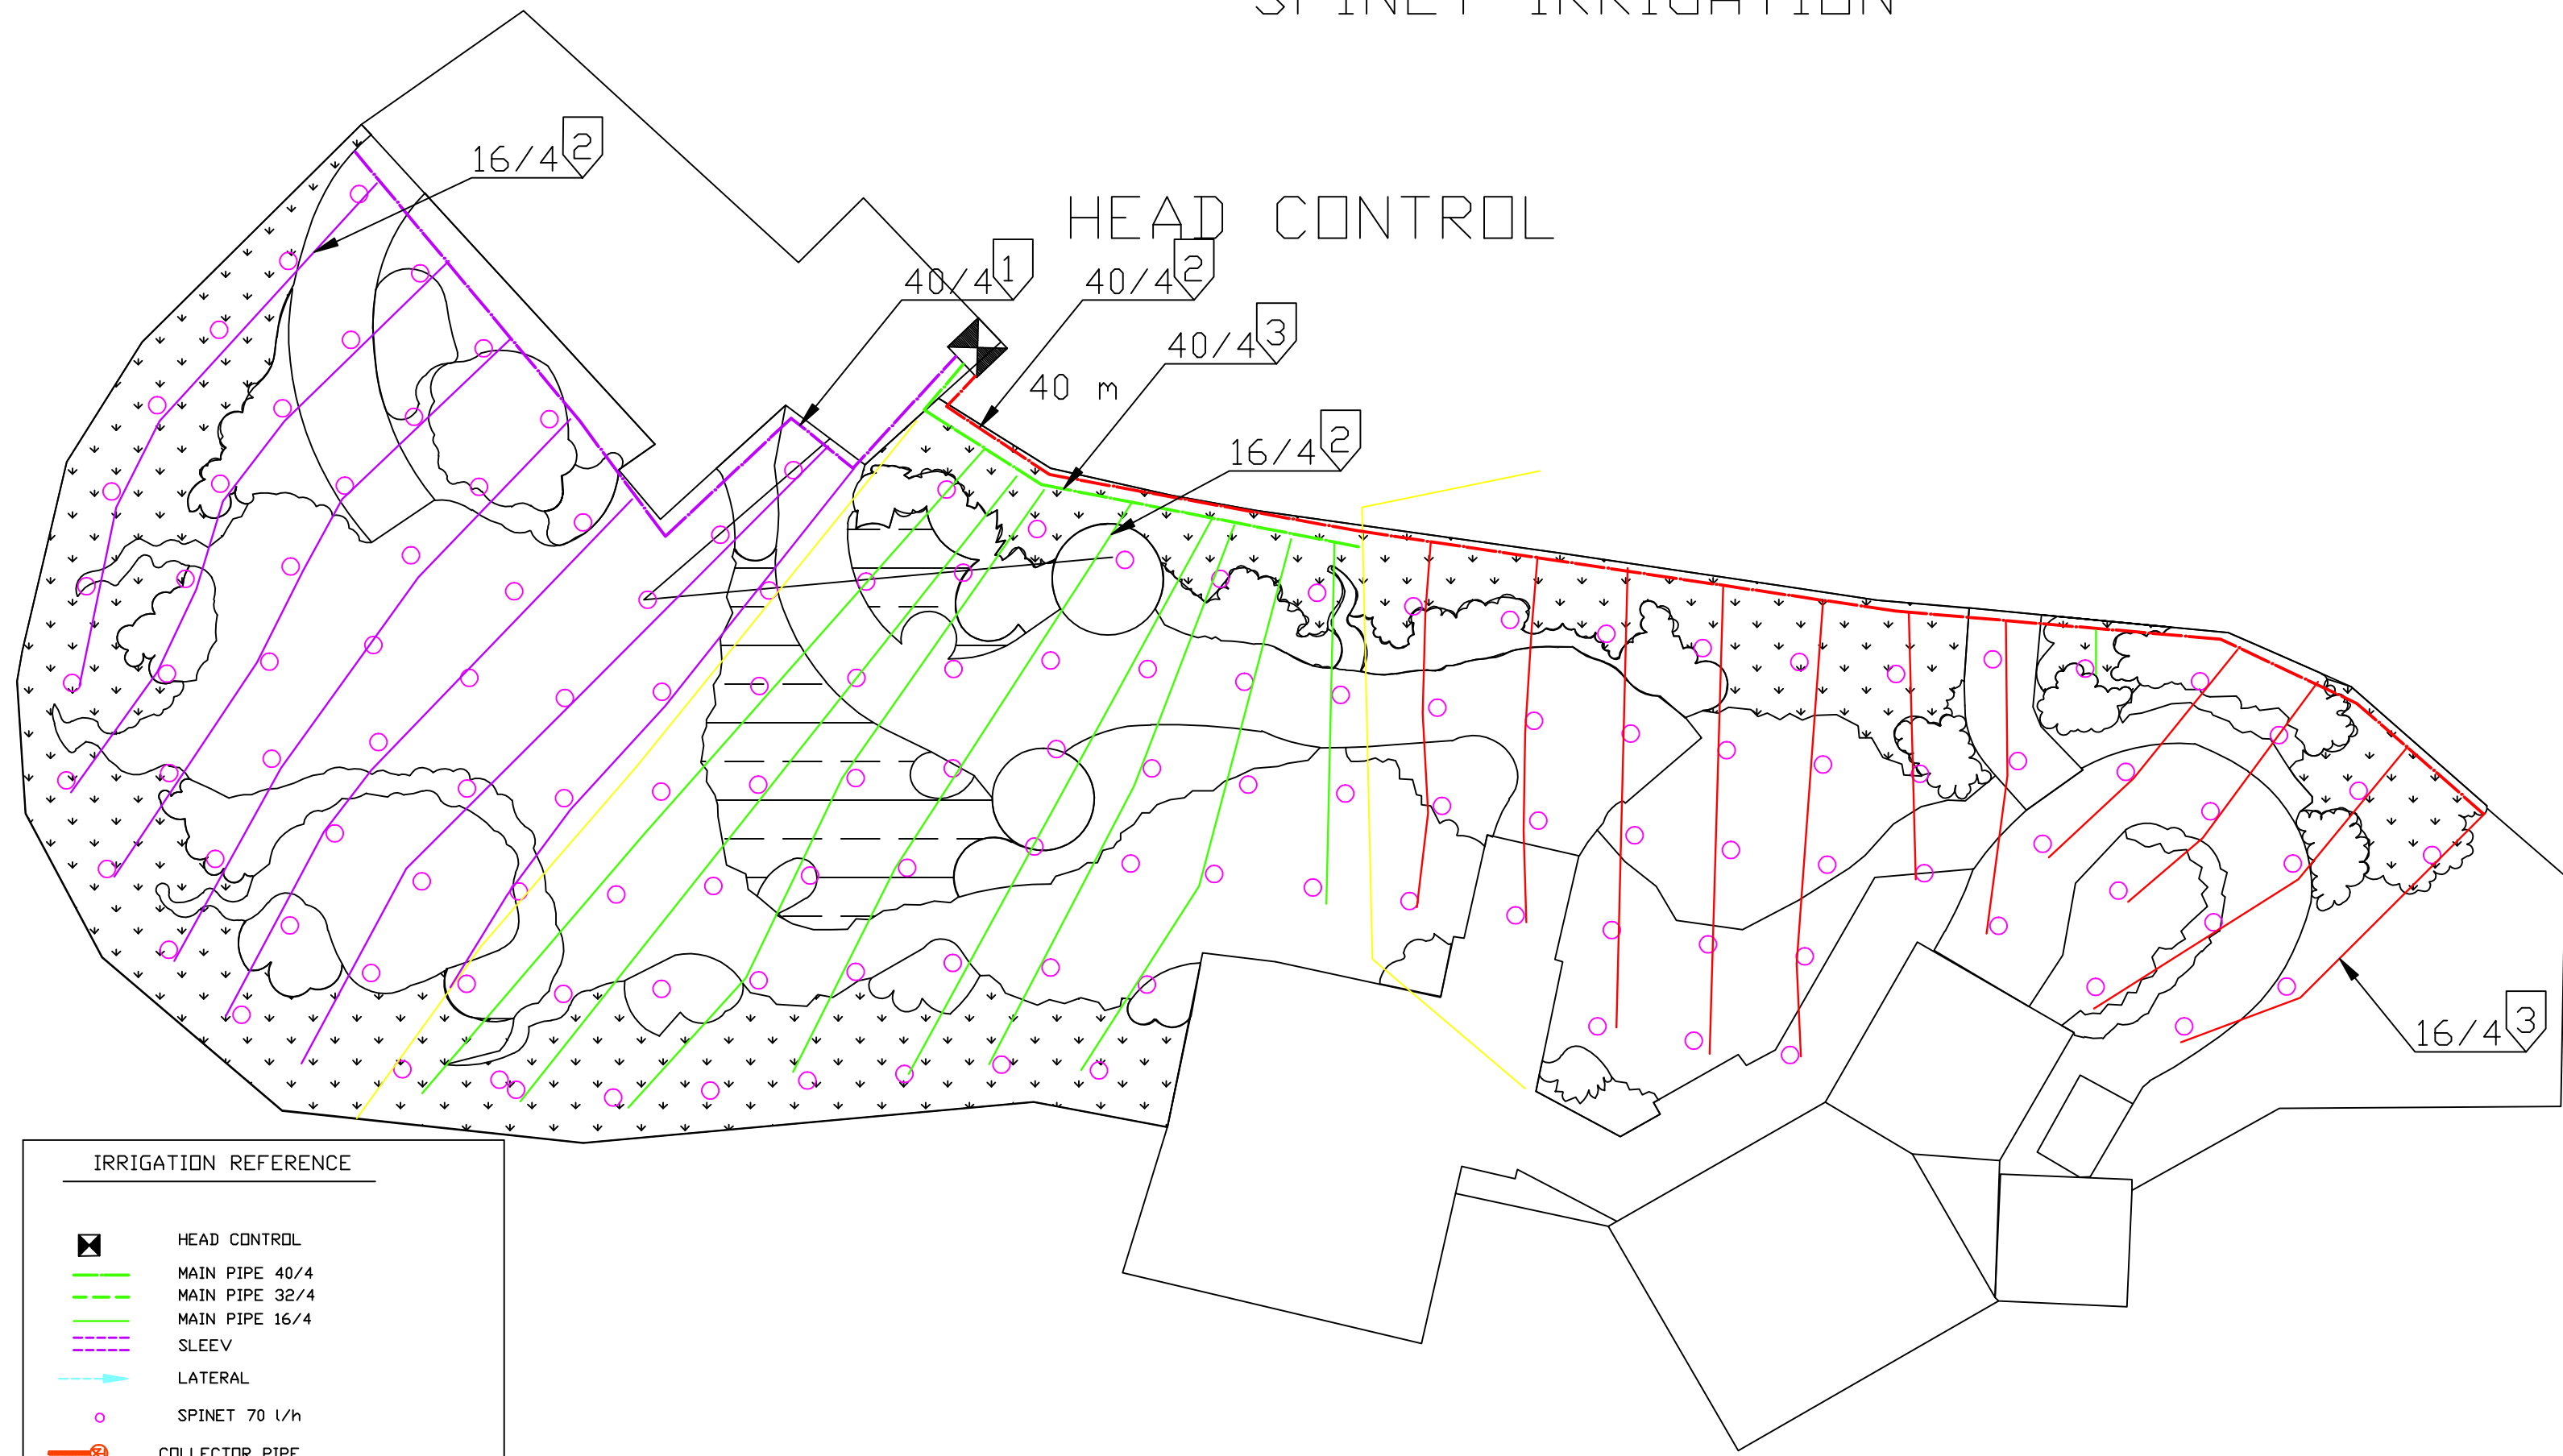 SPINET IRRIGATION
16/4 2
HEAD CONTROL
40/4 1
40/4 2
40/4 3
40 m
16/4 2
16/4 3
IRRIGATION REFERENCE
HEAD CONTROL
MAIN PIPE 40/4
MAIN PIPE 32/4
MAIN PIPE 16/4
SLEEV
LATERAL
SPINET 70 l/h
COLLECTOR PIPE